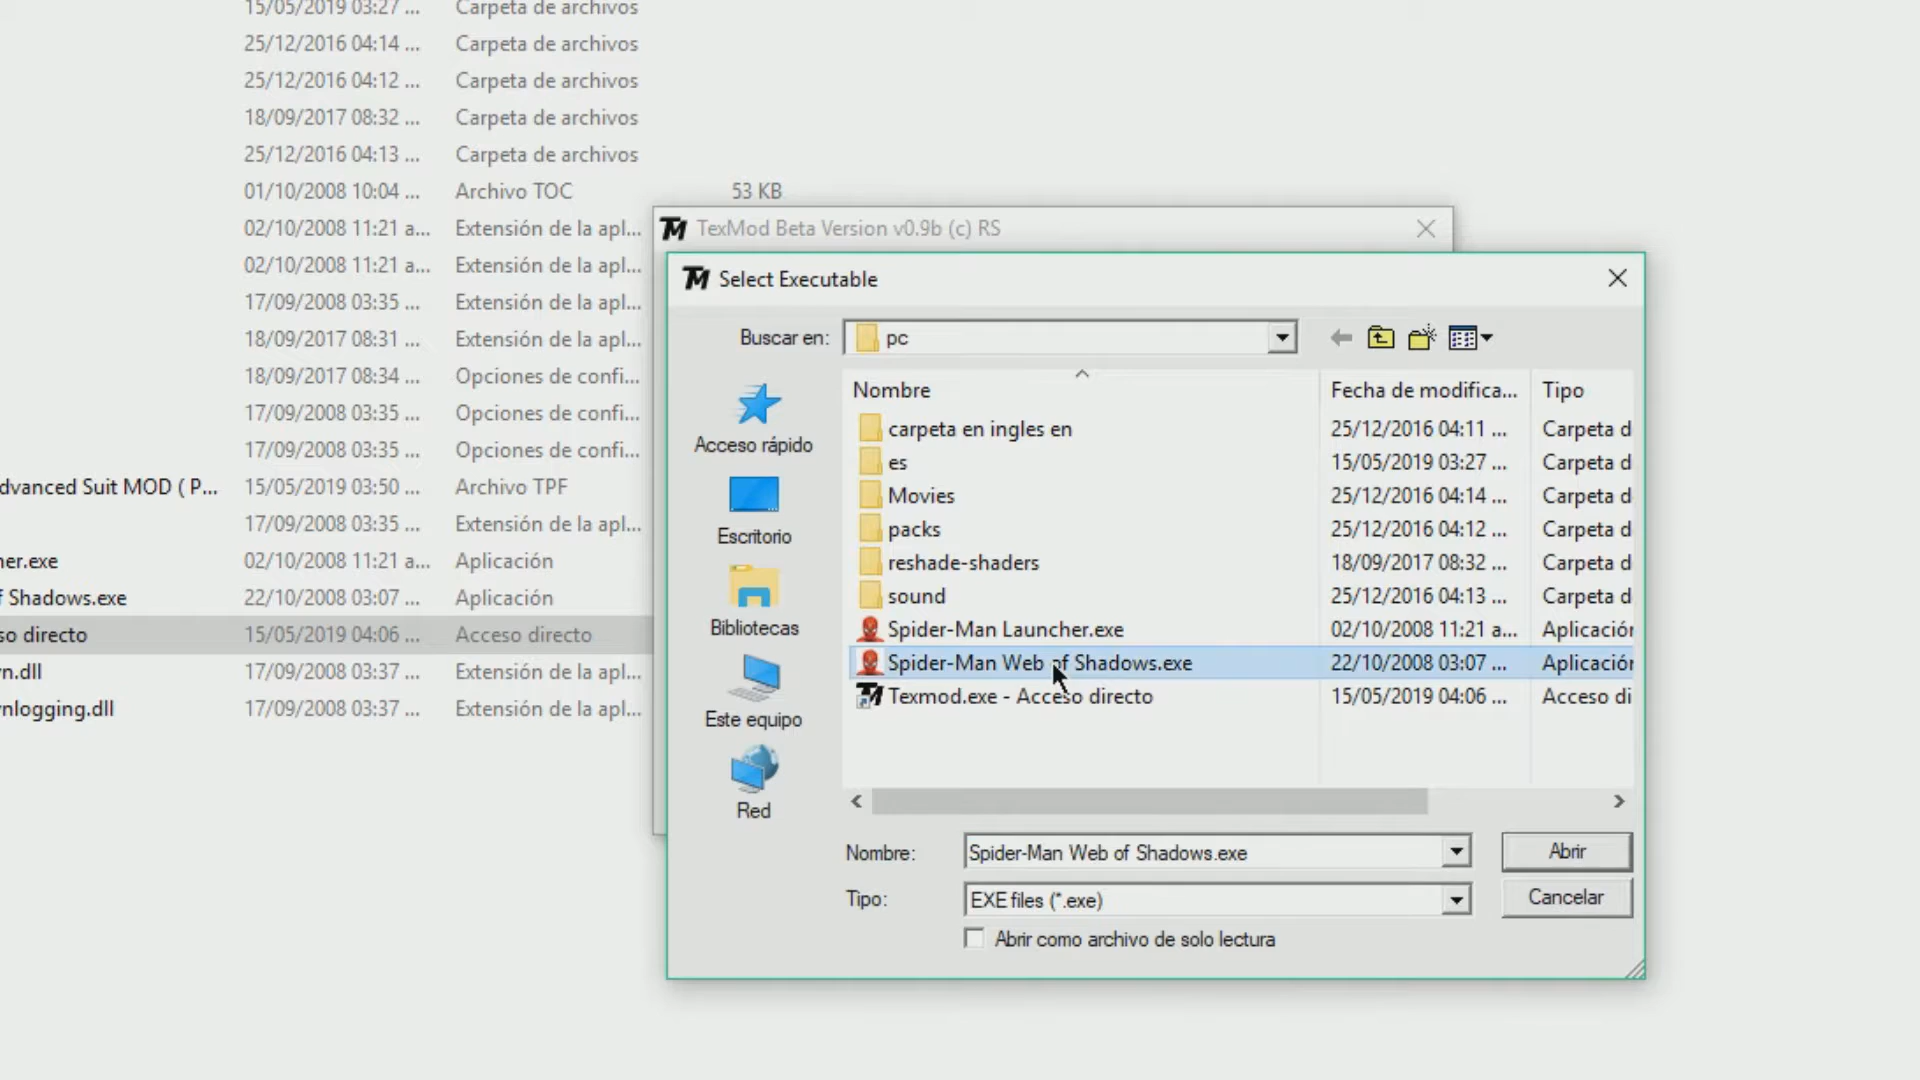 15/05/2019 03:27 ... Carpeta de archivos
25/12/2016 04:14 ... Carpeta de archivos
25/12/2016 04:12 ... Carpeta de archivos
18/09/2017 08:32 ... Carpeta de archivos
25/12/2016 04:13 ... Carpeta de archivos
01/10/2008 10:04 ... Archivo TOC 53 KB
02/10/2008 11:21 a... Extensión de la apl...
02/10/2008 11:21 a... Extensión de la apl...
17/09/2008 03:35 ... Extensión de la apl...
18/09/2017 08:31 ... Extensión de la apl...
18/09/2017 08:34 ... Opciones de confi...
17/09/2008 03:35 ... Opciones de confi...
17/09/2008 03:35 ... Opciones de confi...
dvanced Suit MOD ( P... 15/05/2019 03:50 ... Archivo TPF
17/09/2008 03:35 ... Extensión de la apl...
her.exe 02/10/2008 11:21 a... Aplicación
f Shadows.exe 22/10/2008 03:07 ... Aplicación
so directo 15/05/2019 04:06 ... Acceso directo
vn.dll 17/09/2008 03:37 ... Extensión de la apl...
nlogging.dll 17/09/2008 03:37 ... Extensión de la apl...
TM TexMod Beta Version v0.9b (c) RS
TM Select Executable
Buscar en: pc
Acceso rápido
Escritorio
Bibliotecas
Este equipo
Red
Nombre Fecha de modifica... Tipo
carpeta en ingles en 25/12/2016 04:11 ... Carpeta d
es 15/05/2019 03:27 ... Carpeta d
Movies 25/12/2016 04:14 ... Carpeta d
packs 25/12/2016 04:12 ... Carpeta d
reshade-shaders 18/09/2017 08:32 ... Carpeta d
sound 25/12/2016 04:13 ... Carpeta d
Spider-Man Launcher.exe 02/10/2008 11:21 a... Aplicación
Spider-Man Web of Shadows.exe 22/10/2008 03:07 ... Aplicación
Texmod.exe - Acceso directo 15/05/2019 04:06 ... Acceso di
Nombre: Spider-Man Web of Shadows.exe Abrir
Tipo: EXE files (*.exe) Cancelar
Abrir como archivo de solo lectura